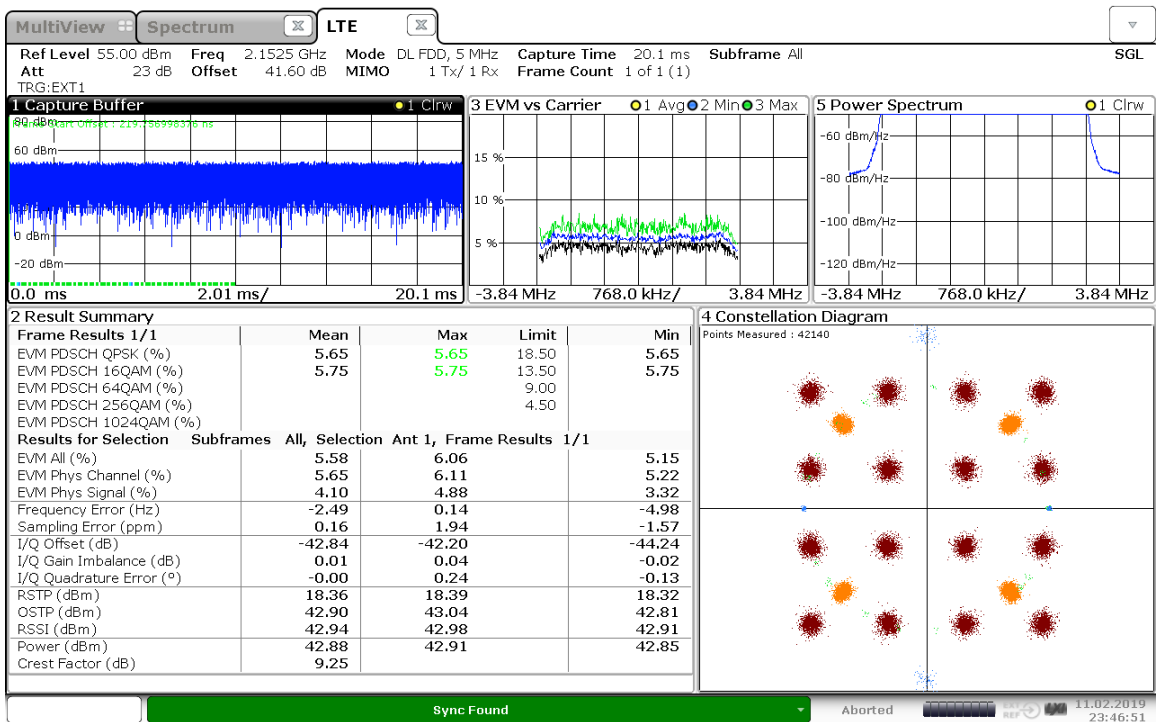 MultiView Spectrum LTE
Ref Level 55.00 dBm Freq 2.1525 GHz Mode DL FDD, 5 MHz Capture Time 20.1 ms Subframe All SGL
Att 23 dB Offset 41.60 dB MIMO 1 Tx/ 1 Rx Frame Count 1 of 1 (1)
TRG:EXT1
1 Capture Buffer 1 Clrw
80 dBm
Frame Start Offset : 219.256998376 ns
60 dBm
0 dBm
-20 dBm
0.0 ms 2.01 ms/ 20.1 ms
3 EVM vs Carrier 1 Avg 2 Min 3 Max
15 %
10 %
5 %
-3.84 MHz 768.0 kHz/ 3.84 MHz
5 Power Spectrum 1 Clrw
-60 dBm/Hz
-80 dBm/Hz
-100 dBm/Hz
-120 dBm/Hz
-3.84 MHz 768.0 kHz/ 3.84 MHz
2 Result Summary
Frame Results 1/1 Mean Max Limit Min
EVM PDSCH QPSK (%) 5.65 5.65 18.50 5.65
EVM PDSCH 16QAM (%) 5.75 5.75 13.50 5.75
EVM PDSCH 64QAM (%) 9.00
EVM PDSCH 256QAM (%) 4.50
EVM PDSCH 1024QAM (%)
Results for Selection Subframes All, Selection Ant 1, Frame Results 1/1
EVM All (%) 5.58 6.06 5.15
EVM Phys Channel (%) 5.65 6.11 5.22
EVM Phys Signal (%) 4.10 4.88 3.32
Frequency Error (Hz) -2.49 0.14 -4.98
Sampling Error (ppm) 0.16 1.94 -1.57
I/Q Offset (dB) -42.84 -42.20 -44.24
I/Q Gain Imbalance (dB) 0.01 0.04 -0.02
I/Q Quadrature Error (°) -0.00 0.24 -0.13
RSTP (dBm) 18.36 18.39 18.32
OSTP (dBm) 42.90 43.04 42.81
RSSI (dBm) 42.94 42.98 42.91
Power (dBm) 42.88 42.91 42.85
Crest Factor (dB) 9.25
4 Constellation Diagram
Points Measured : 42140
Sync Found
Aborted
EXT
REF
11.02.2019
23:46:51